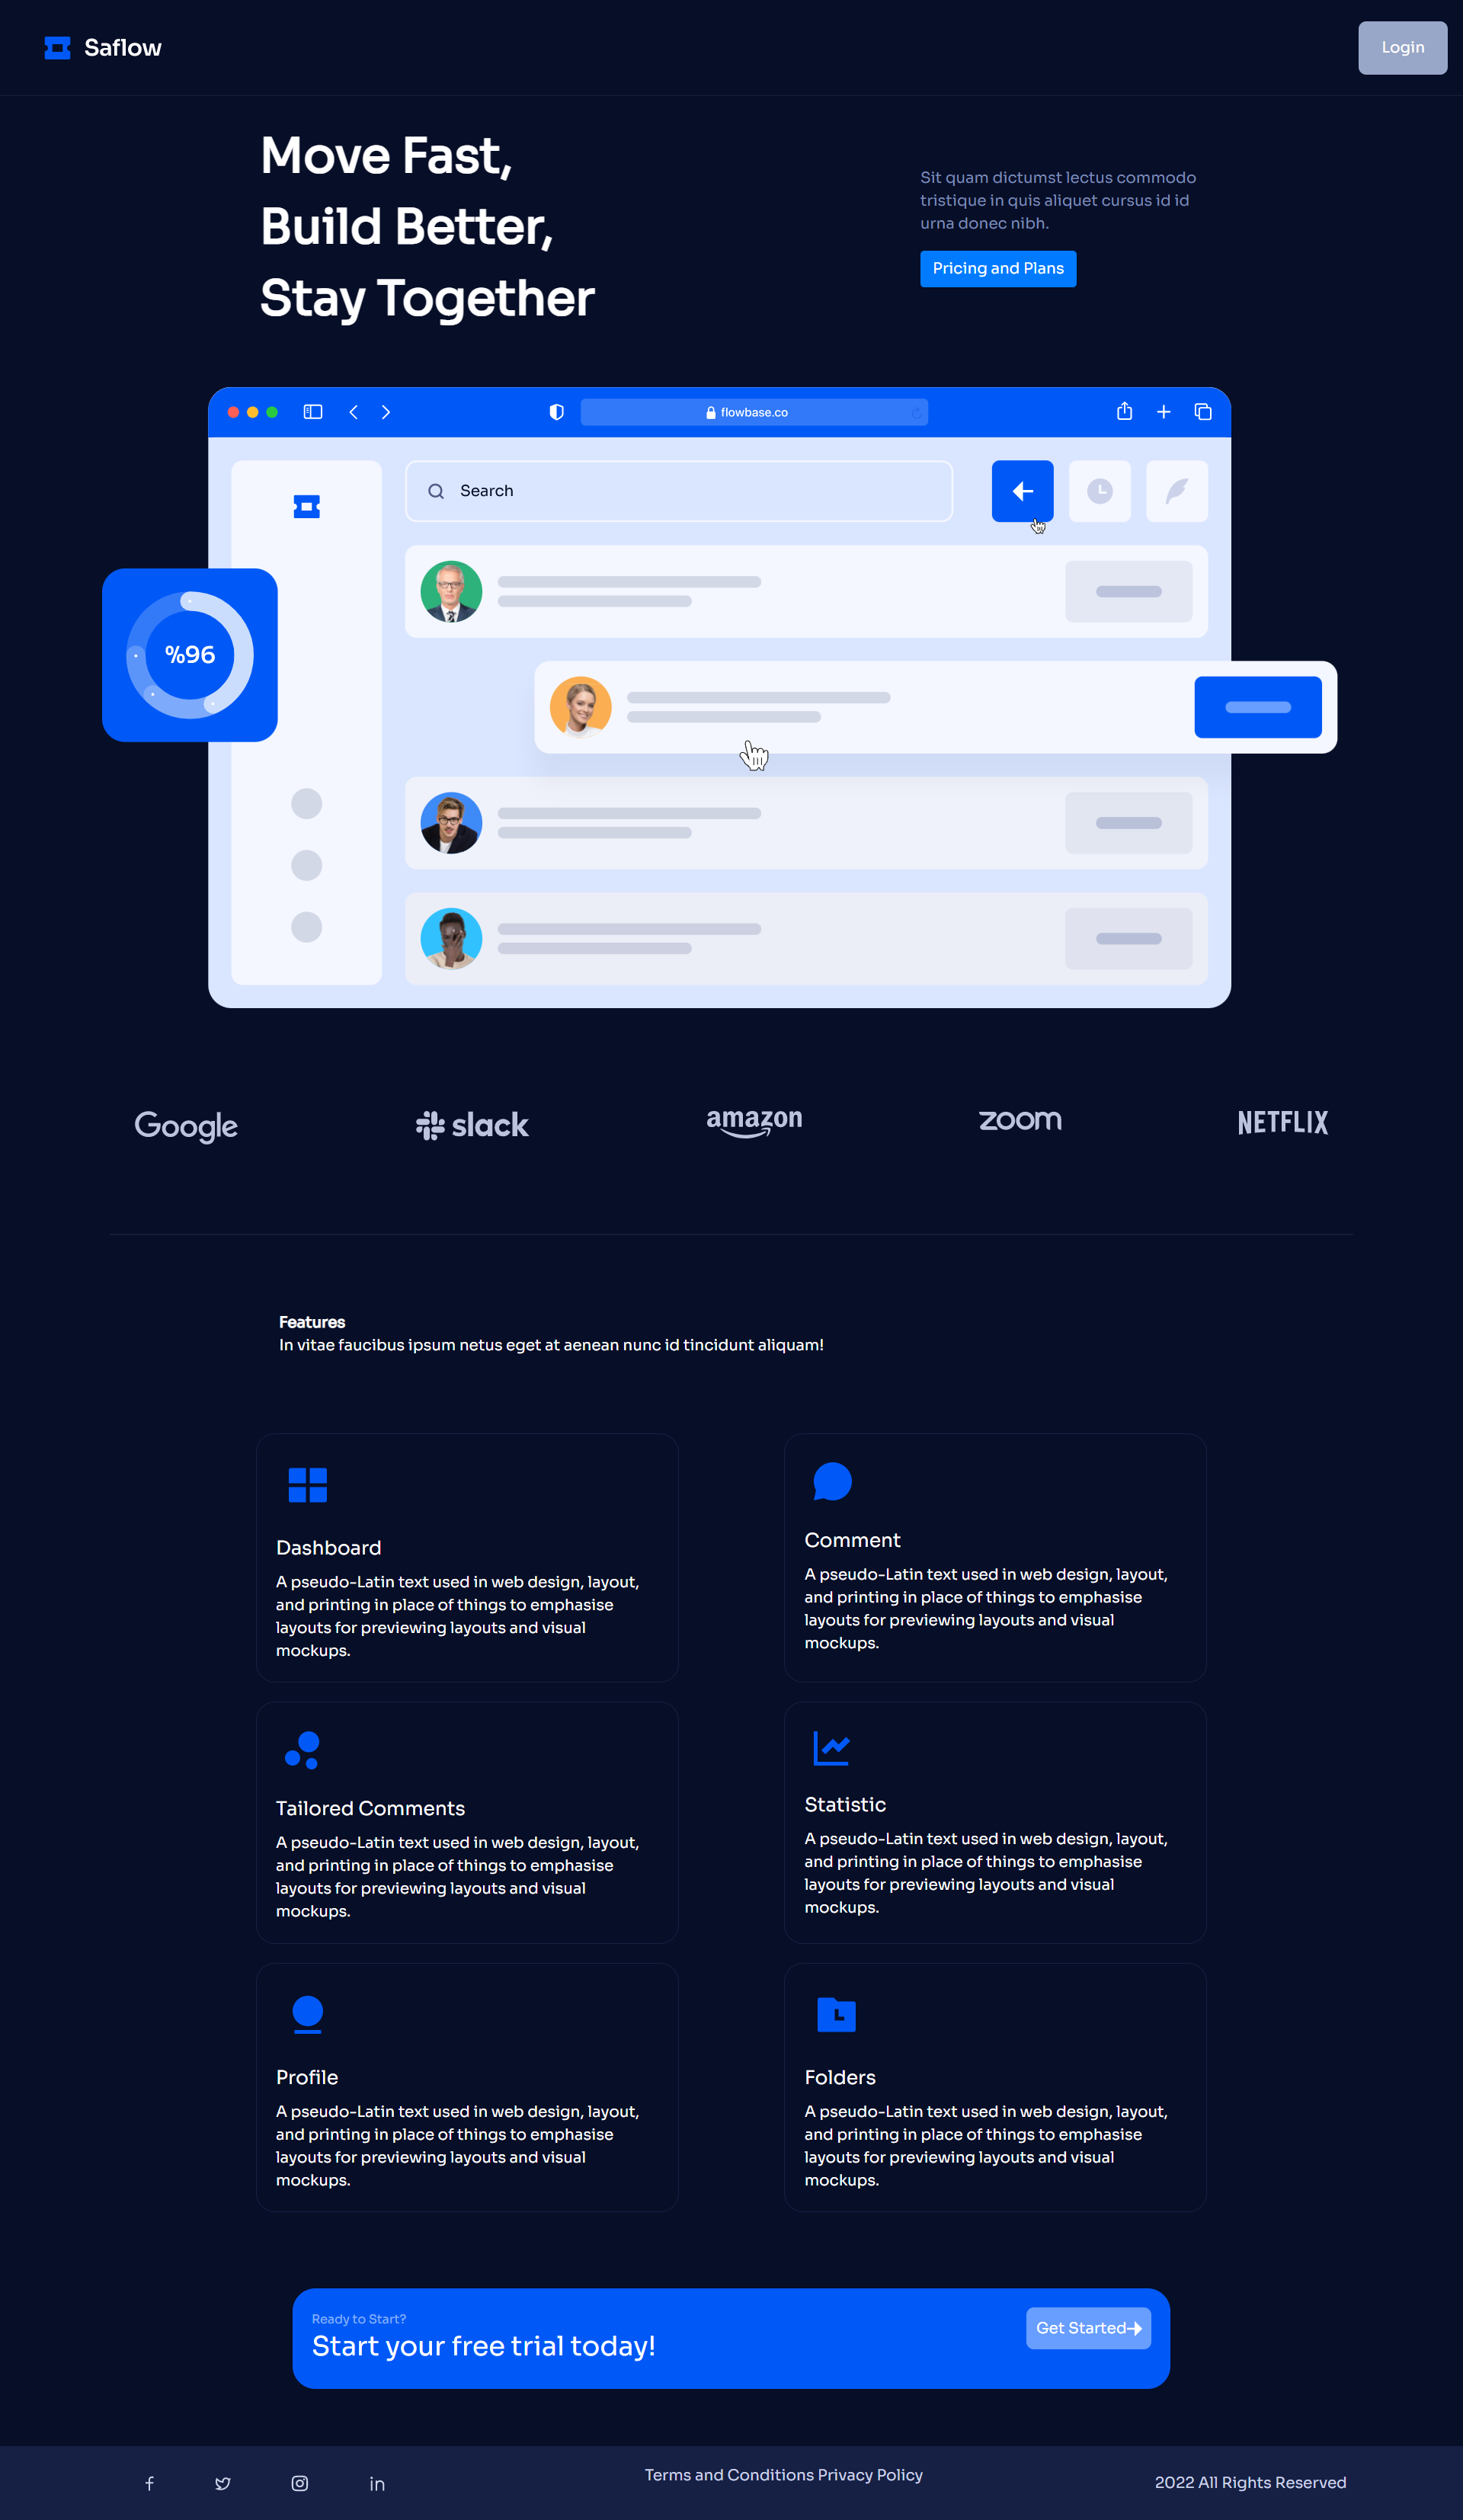 Saflow
Login
Move Fast,
Build Better,
Stay Together
Sit quam dictumst lectus commodo
tristique in quis aliquet cursus id id
urna donec nibh.
Pricing and Plans
flowbase.co
Search
%96
Google
slack
amazon
zoom
NETFLIX
Features
In vitae faucibus ipsum netus eget at aenean nunc id tincidunt aliquam!
Dashboard
A pseudo-Latin text used in web design, layout,
and printing in place of things to emphasise
layouts for previewing layouts and visual
mockups.
Comment
A pseudo-Latin text used in web design, layout,
and printing in place of things to emphasise
layouts for previewing layouts and visual
mockups.
Tailored Comments
A pseudo-Latin text used in web design, layout,
and printing in place of things to emphasise
layouts for previewing layouts and visual
mockups.
Statistic
A pseudo-Latin text used in web design, layout,
and printing in place of things to emphasise
layouts for previewing layouts and visual
mockups.
Profile
A pseudo-Latin text used in web design, layout,
and printing in place of things to emphasise
layouts for previewing layouts and visual
mockups.
Folders
A pseudo-Latin text used in web design, layout,
and printing in place of things to emphasise
layouts for previewing layouts and visual
mockups.
Ready to Start?
Start your free trial today!
Get Started
Terms and Conditions Privacy Policy
2022 All Rights Reserved